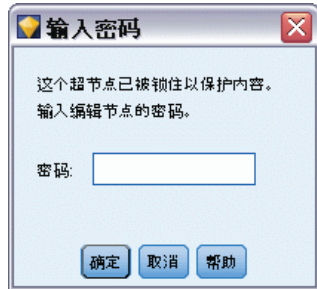 输入密码
这个超节点已被锁住以保护内容。
输入编辑节点的密码。
密码:
确定 取消 帮助